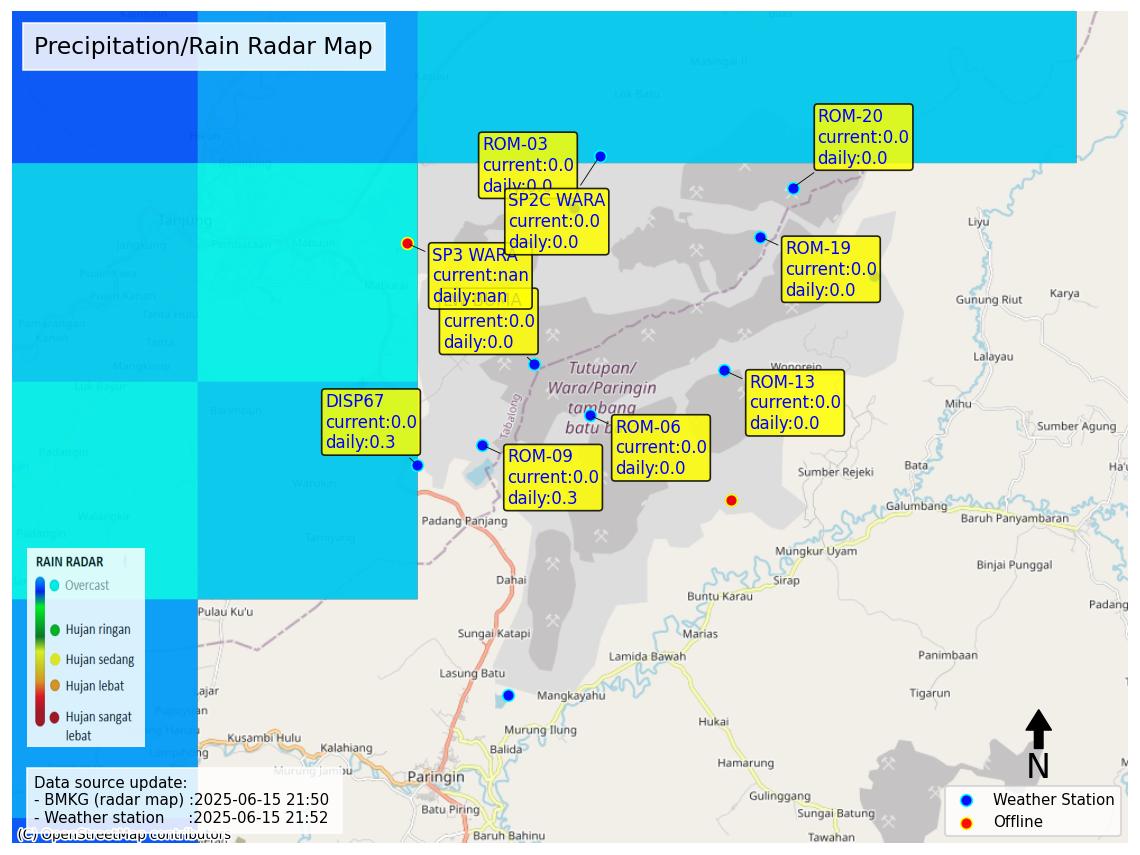 Precipitation/Rain Radar Map
Masingai II
Lok Batu
ROM-20
current:0.0
daily:0.0
ROM-03
current:0.0
daily:0.0
SP2C WARA
current:0.0
daily:0.0
Tanjung
Liyu
ROM-19
current:0.0
daily:0.0
SP3 WARA
current:nan
daily:nan
current:0.0
daily:0.0
Mabuun
Gunung Riut
Karya
Lalayau
Tutupan/
Wara/Paringin
tambang
batu b
Wonorejo
ROM-13
current:0.0
daily:0.0
DISP67
current:0.0
daily:0.3
Tabalong
ROM-06
current:0.0
daily:0.0
Mihu
Sumber Agung
ROM-09
current:0.0
daily:0.3
Sumber Rejeki
Bata
Ha'u
Warukin
Galumbang
Baruh Panyambaran
Padang Panjang
Mungkur Uyam
Binjai Punggal
RAIN RADAR
Overcast
Hujan ringan
Hujan sedang
Hujan lebat
Hujan sangat
lebat
Dahai
Sirap
Buntu Karau
Padang
Pulau Ku'u
Sungai Katapi
Marias
Lamida Bawah
Panimbaan
Lasung Batu
Mangkayahu
Tigarun
Hukai
Murung Ilung
Kusambi Hulu
Kalahiang
Balida
Hamarung
Murung Jambu
Paringin
Gulinggang
Batu Piring
Sungai Batung
Baruh Bahinu
Tawahan
Data source update:
- BMKG (radar map) :2025-06-15 21:50
- Weather station :2025-06-15 21:52
(C) OpenStreetMap contributors
N
Weather Station
Offline